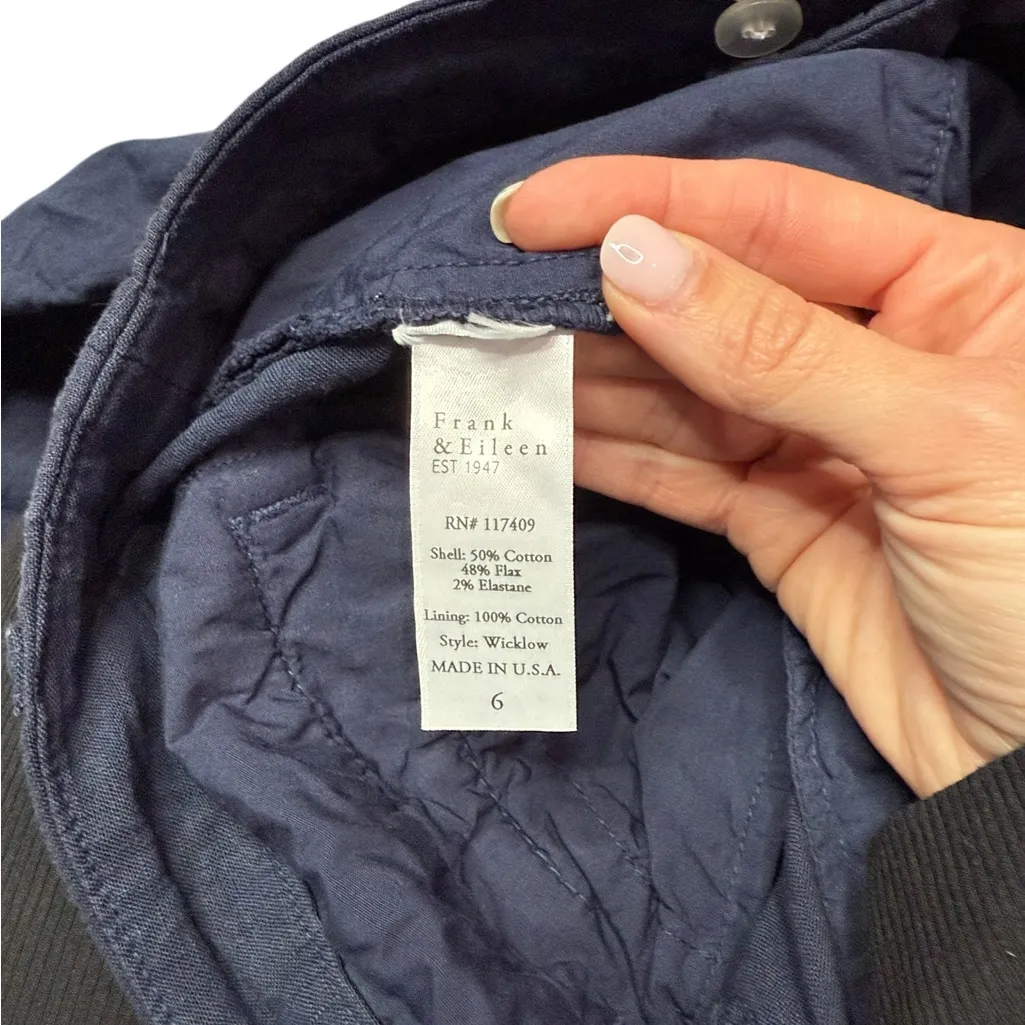 Frank
& Eileen
EST 1947
RN# 117409
Shell: 50% Cotton
48% Flax
2% Elastane
Lining: 100% Cotton
Style: Wicklow
MADE IN U.S.A.
6